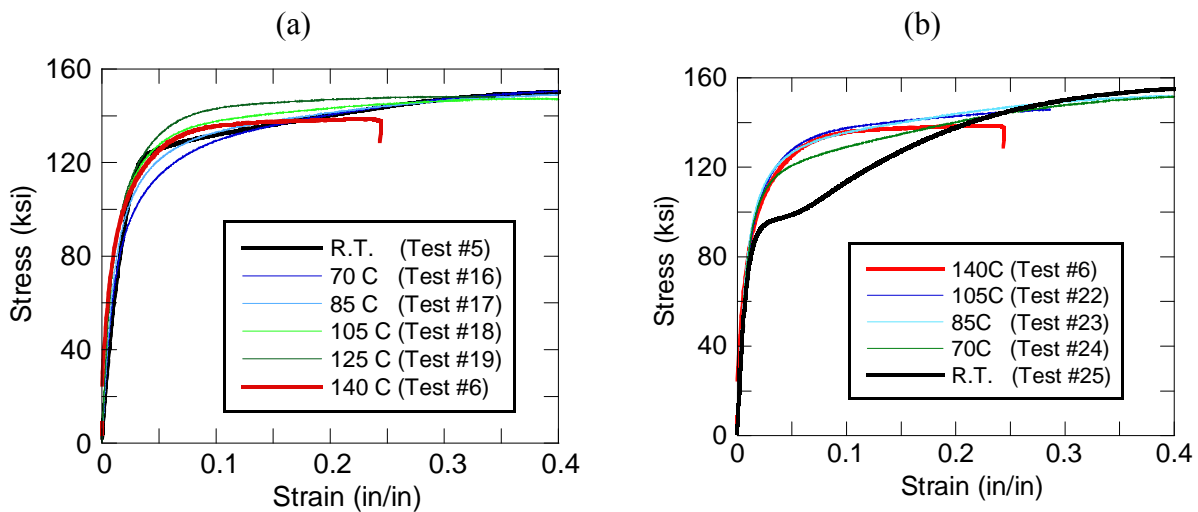 (a)
160
120
80
40
0
Stress (ksi)
R.T. (Test #5)
70 C (Test #16)
85 C (Test #17)
105 C (Test #18)
125 C (Test #19)
140 C (Test #6)
0 0.1 0.2 0.3 0.4
Strain (in/in)
(b)
160
120
80
40
0
Stress (ksi)
140C (Test #6)
105C (Test #22)
85C (Test #23)
70C (Test #24)
R.T. (Test #25)
0 0.1 0.2 0.3 0.4
Strain (in/in)